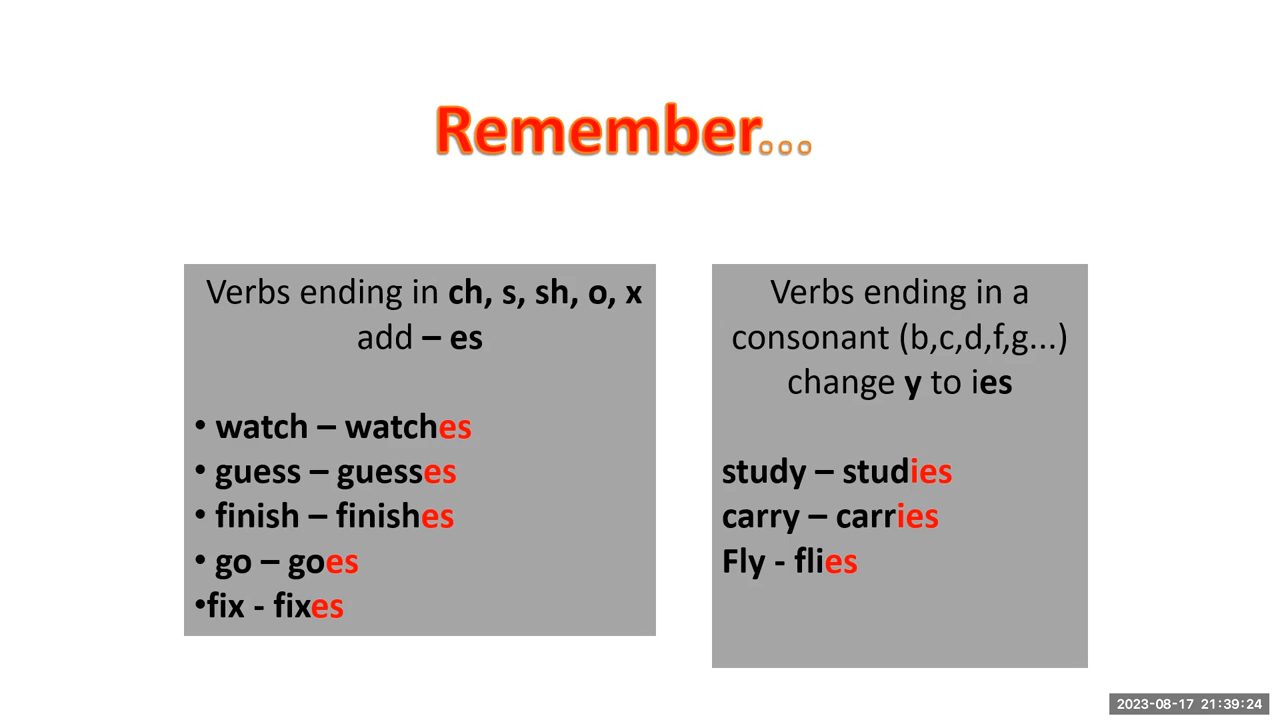 Remember...
Verbs ending in ch, s, sh, o, x
add – es
• watch – watches
• guess – guesses
• finish – finishes
• go – goes
•fix - fixes
Verbs ending in a
consonant (b,c,d,f,g...)
change y to ies
study – studies
carry – carries
Fly - flies
2023-08-17 21:39:24